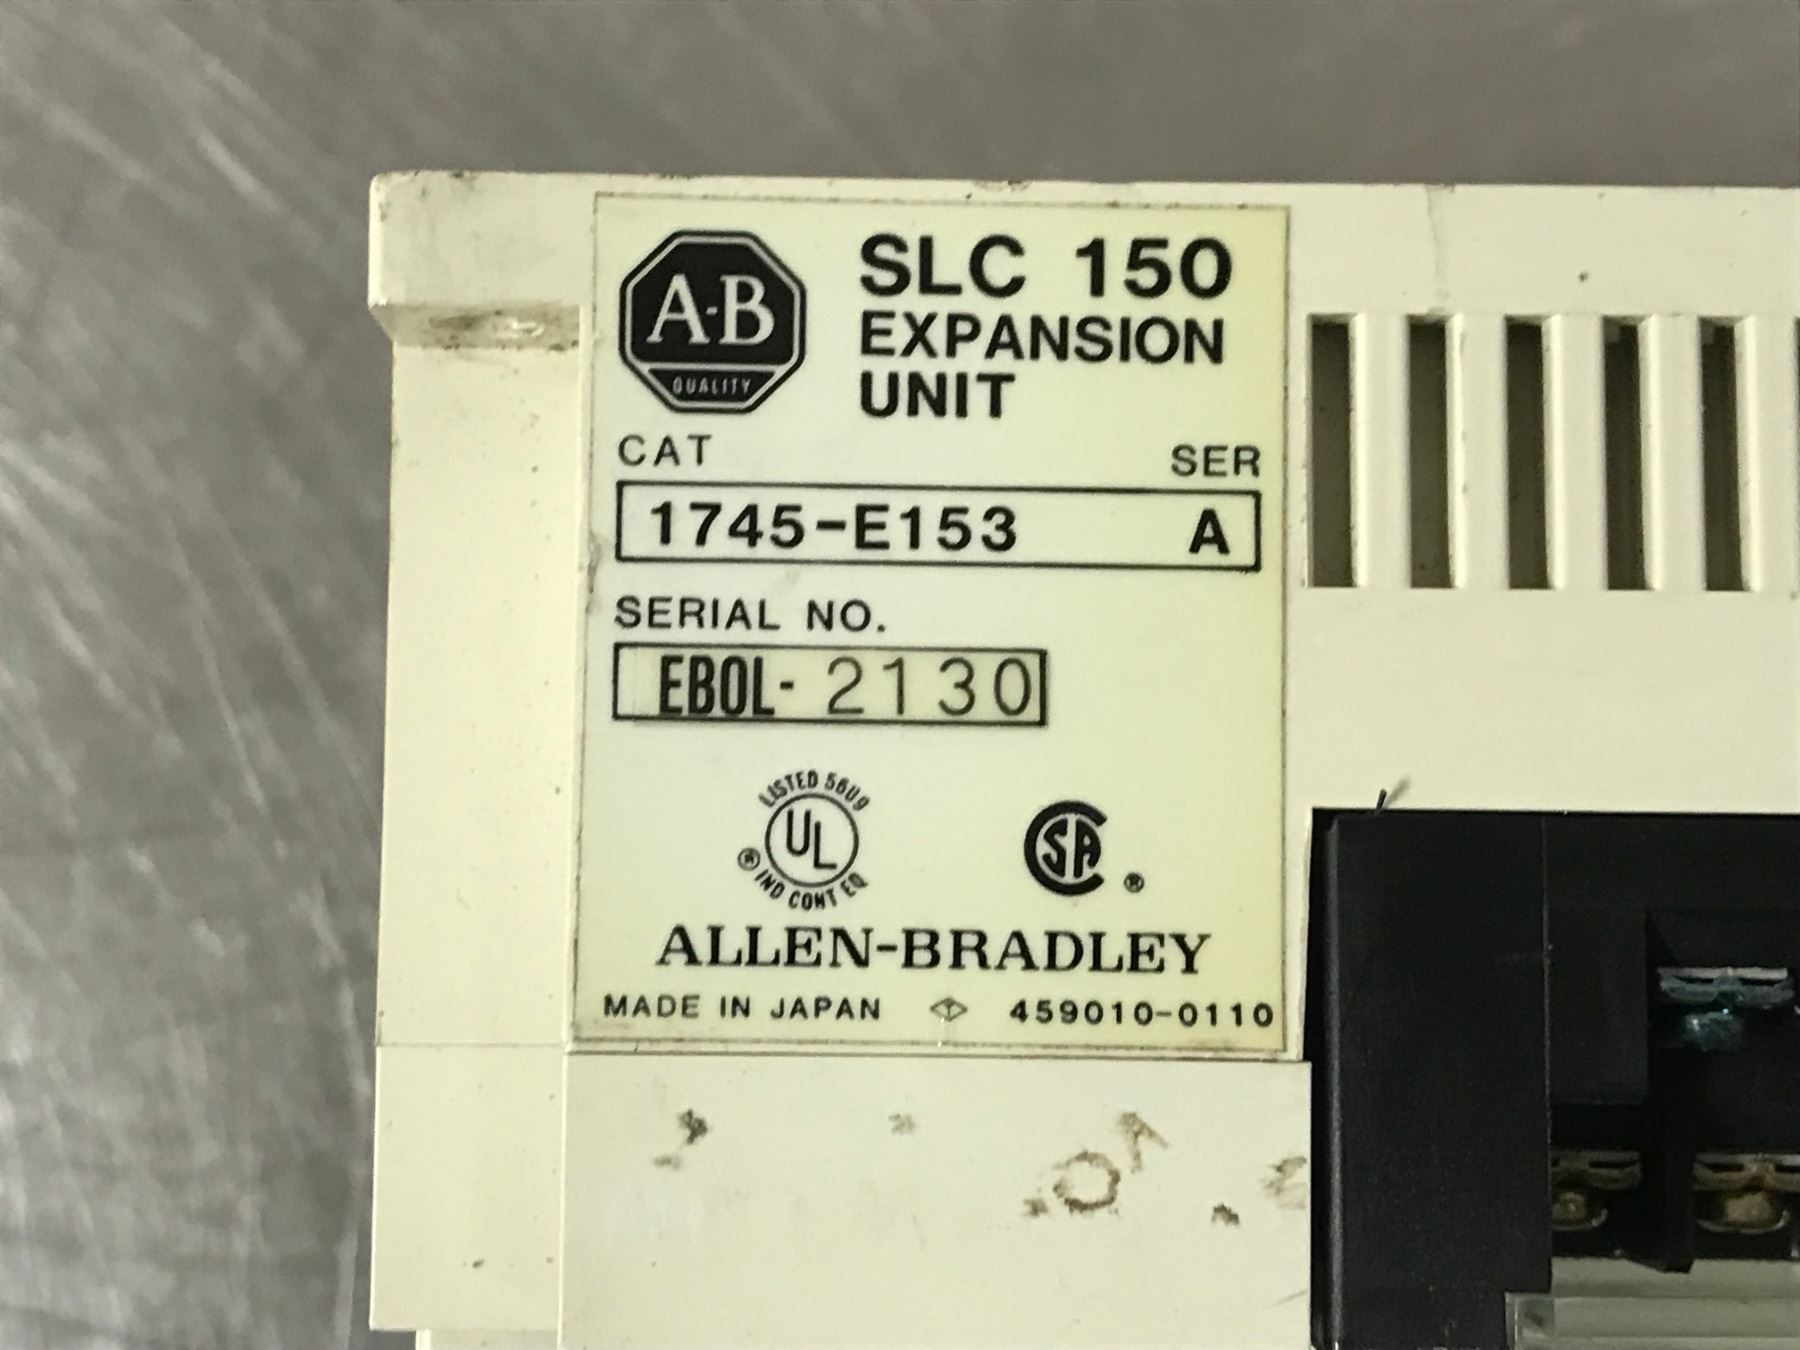 A-B
QUALITY
SLC 150
EXPANSION
UNIT
CAT SER
1745-E153 A
SERIAL NO.
EBOL- 2130
LISTED 56U9
UL
® IND CONT EQ
SA ®
ALLEN-BRADLEY
MADE IN JAPAN 459010-0110